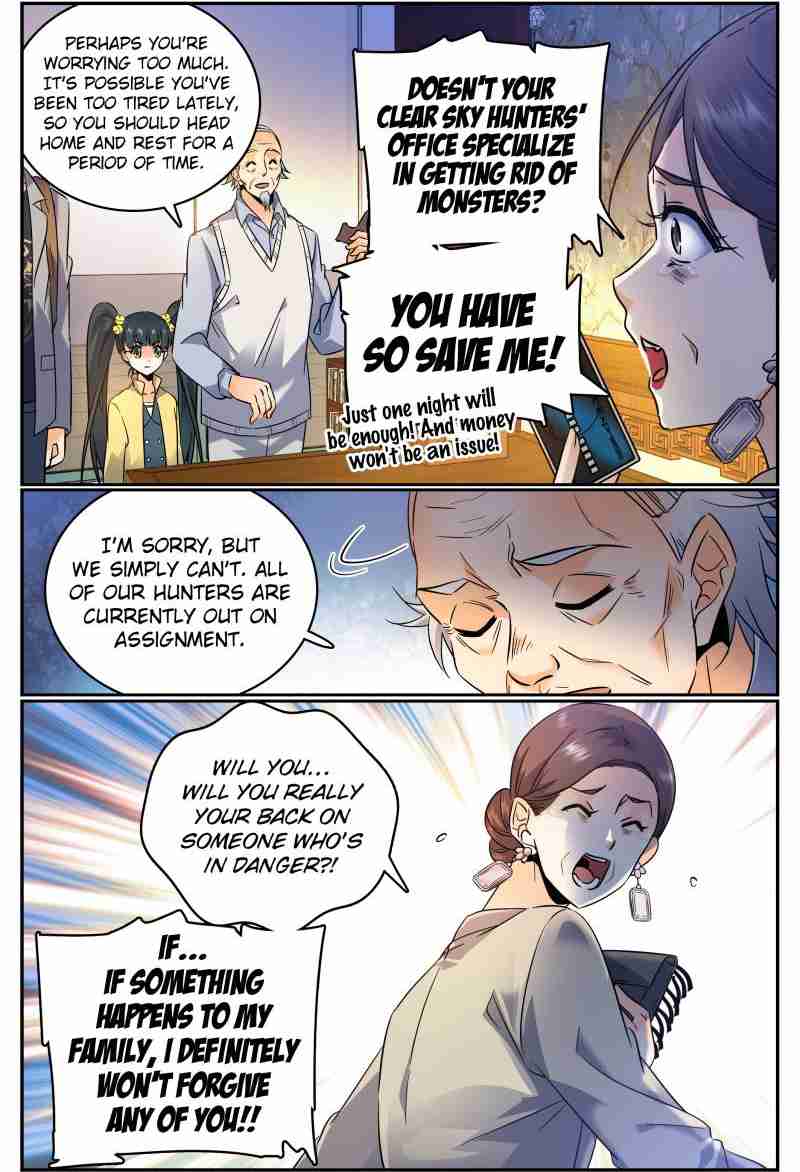 PERHAPS YOU'RE
WORRYING TOO MUCH.
IT'S POSSIBLE YOU'VE
BEEN TOO TIRED LATELY,
SO YOU SHOULD HEAD
HOME AND REST FOR A
PERIOD OF TIME.
DOESN'T YOUR
CLEAR SKY HUNTERS'
OFFICE SPECIALIZE
IN GETTING RID OF
MONSTERS?
YOU HAVE
SO SAVE ME!
Just one night will
be enough! And money
won't be an issue!
I'M SORRY, BUT
WE SIMPLY CAN'T. ALL
OF OUR HUNTERS ARE
CURRENTLY OUT ON
ASSIGNMENT.
WILL YOU...
WILL YOU REALLY
YOUR BACK ON
SOMEONE WHO'S
IN DANGER?!
IF...
IF SOMETHING
HAPPENS TO MY
FAMILY, I DEFINITELY
WON'T FORGIVE
ANY OF YOU!!